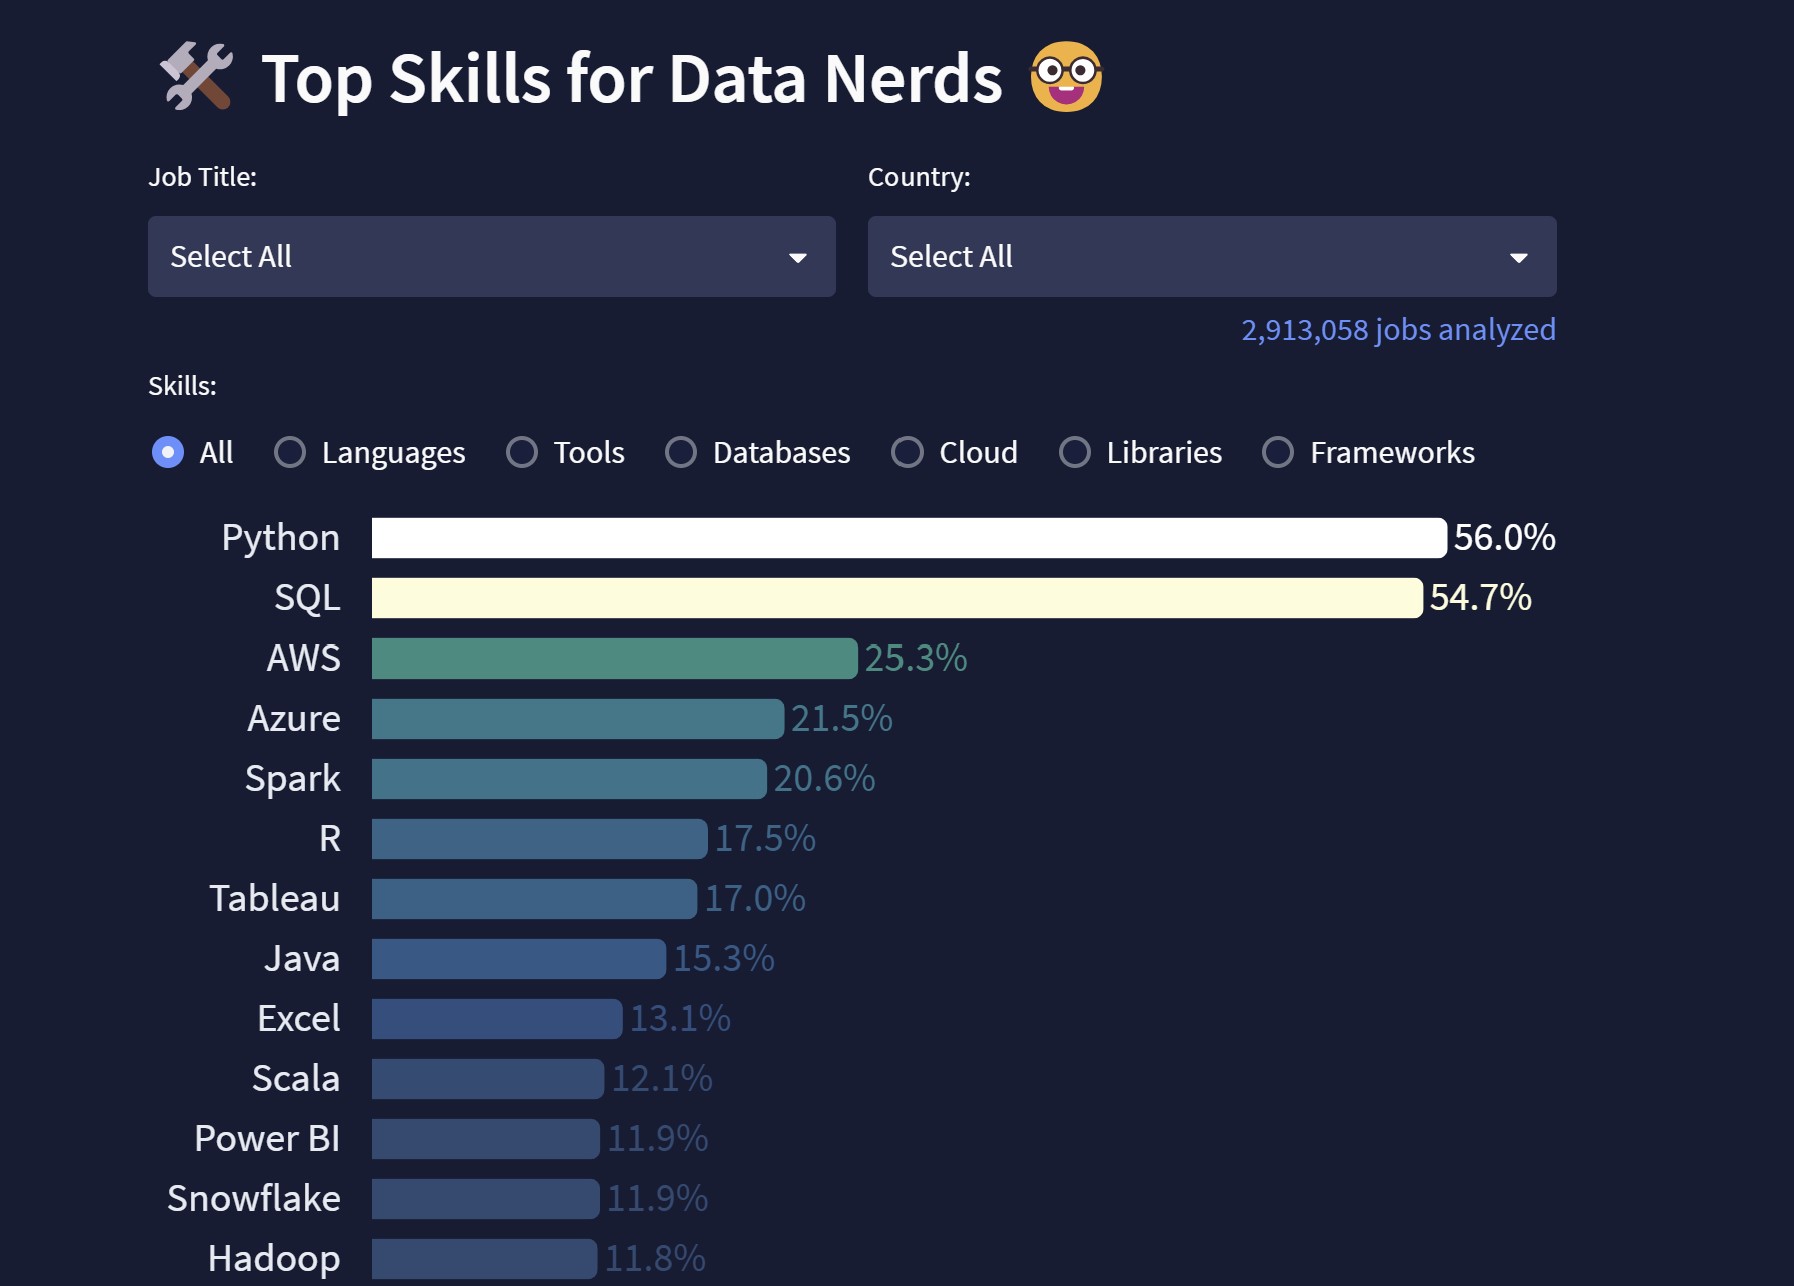 Top Skills for Data Nerds
Job Title:
Country:
Select All
Select All
2,913,058 jobs analyzed
Skills:
All Languages Tools Databases Cloud Libraries Frameworks
Python 56.0%
SQL 54.7%
AWS 25.3%
Azure 21.5%
Spark 20.6%
R 17.5%
Tableau 17.0%
Java 15.3%
Excel 13.1%
Scala 12.1%
Power BI 11.9%
Snowflake 11.9%
Hadoop 11.8%